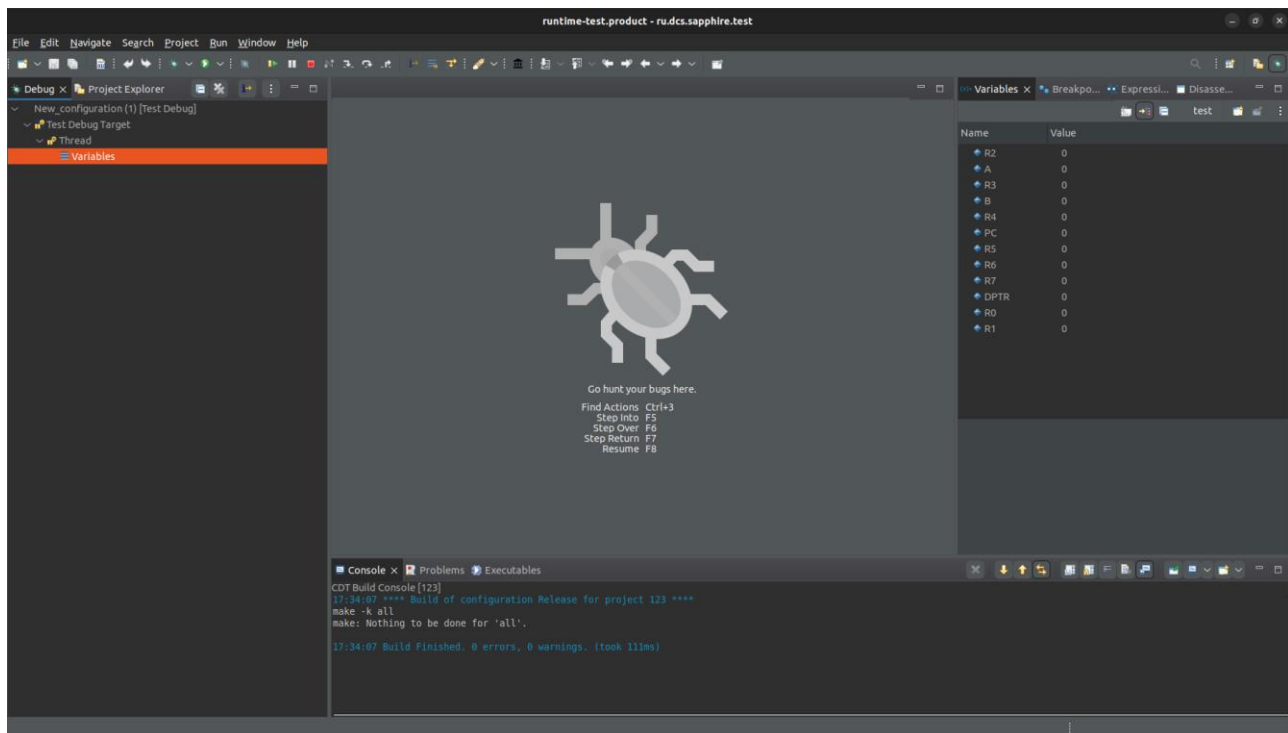 runtime-test.product - ru.dcs.sapphire.test
File Edit Navigate Search Project Run Window Help
Debug Project Explorer
New_configuration (1) [Test Debug]
Test Debug Target
Thread
Variables
Go hunt your bugs here.
Find Actions Ctrl+3
Step Into F5
Step Over F6
Step Return F7
Resume F8
Variables Breakpo... Expressi... Disasse...
test
Name Value
R2 0
A 0
R3 0
B 0
R4 0
PC 0
R5 0
R6 0
R7 0
DPTR 0
R0 0
R1 0
Console Problems Executables
CDT Build Console [123]
17:34:07 **** Build of configuration Release for project 123 ****
make -k all
make: Nothing to be done for 'all'.
17:34:07 Build Finished. 0 errors, 0 warnings. (took 111ms)